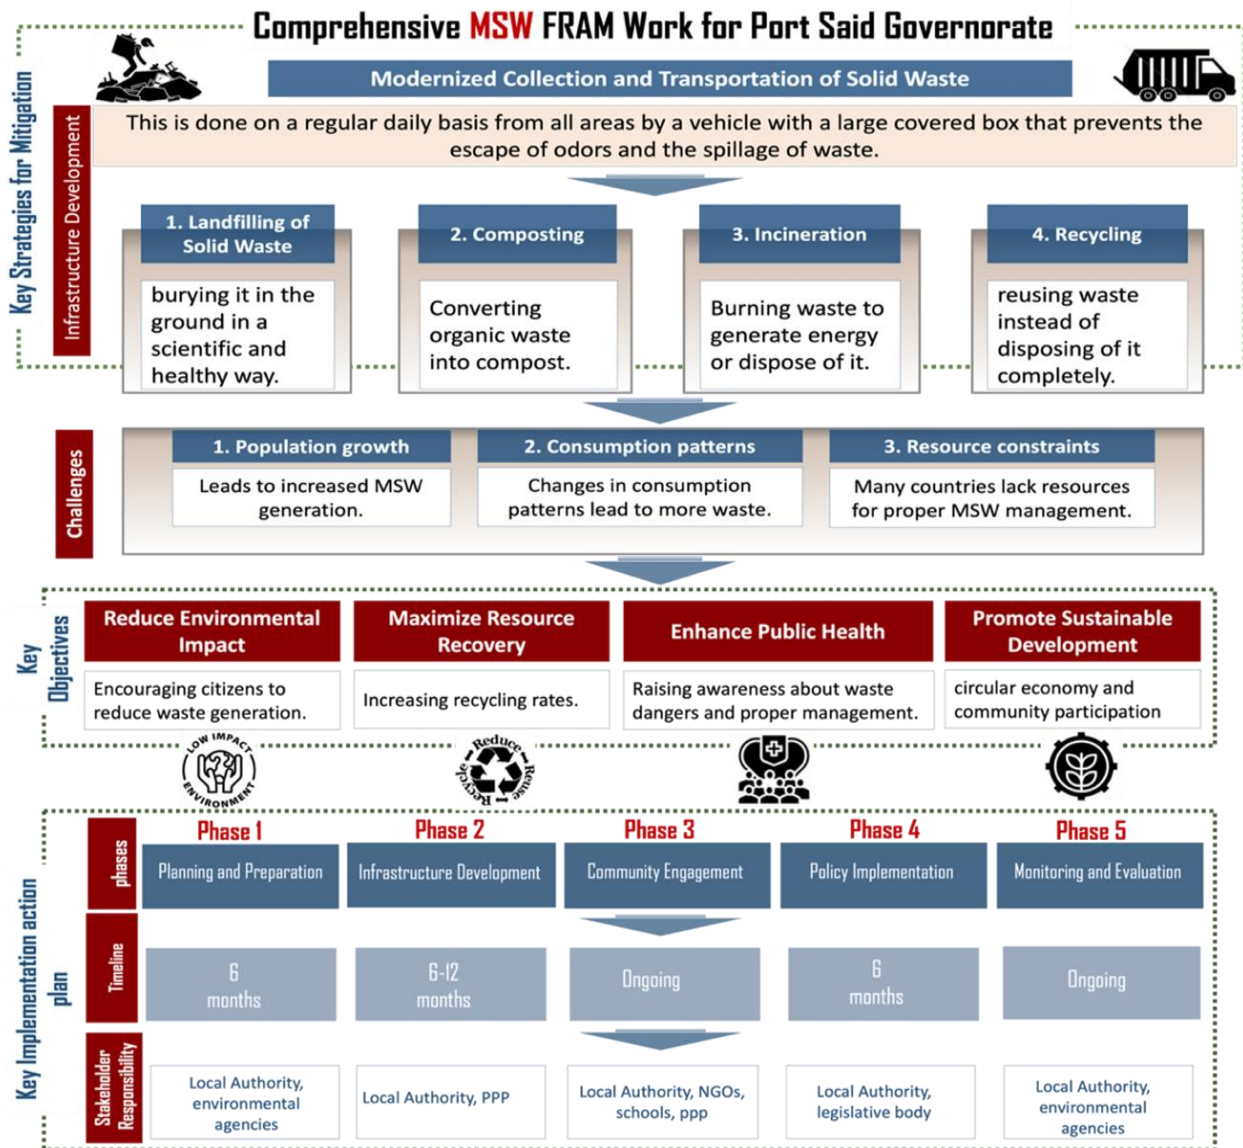 Comprehensive MSW FRAM Work for Port Said Governorate
Key Strategies for Mitigation
Infrastructure Development
Modernized Collection and Transportation of Solid Waste
This is done on a regular daily basis from all areas by a vehicle with a large covered box that prevents the
escape of odors and the spillage of waste.
1. Landfilling of
Solid Waste
burying it in the
ground in a
scientific and
healthy way.
2. Composting
Converting
organic waste
into compost.
3. Incineration
Burning waste to
generate energy
or dispose of it.
4. Recycling
reusing waste
instead of
disposing of it
completely.
Challenges
1. Population growth
Leads to increased MSW
generation.
2. Consumption patterns
Changes in consumption
patterns lead to more waste.
3. Resource constraints
Many countries lack resources
for proper MSW management.
Key
Objectives
Reduce Environmental
Impact
Encouraging citizens to
reduce waste generation.
Maximize Resource
Recovery
Increasing recycling rates.
Enhance Public Health
Raising awareness about waste
dangers and proper management.
Promote Sustainable
Development
circular economy and
community participation
LOW IMPACT
ENVIRONMENT
Reduce
Reuse
Recycle
Key Implementation action
plan
phases
Phase 1
Planning and Preparation
Phase 2
Infrastructure Development
Phase 3
Community Engagement
Phase 4
Policy Implementation
Phase 5
Monitoring and Evaluation
Timeline
6
months
6-12
months
Ongoing
6
months
Ongoing
Stakeholder
Responsibility
Local Authority,
environmental
agencies
Local Authority, PPP
Local Authority, NGOs,
schools, ppp
Local Authority,
legislative body
Local Authority,
environmental
agencies